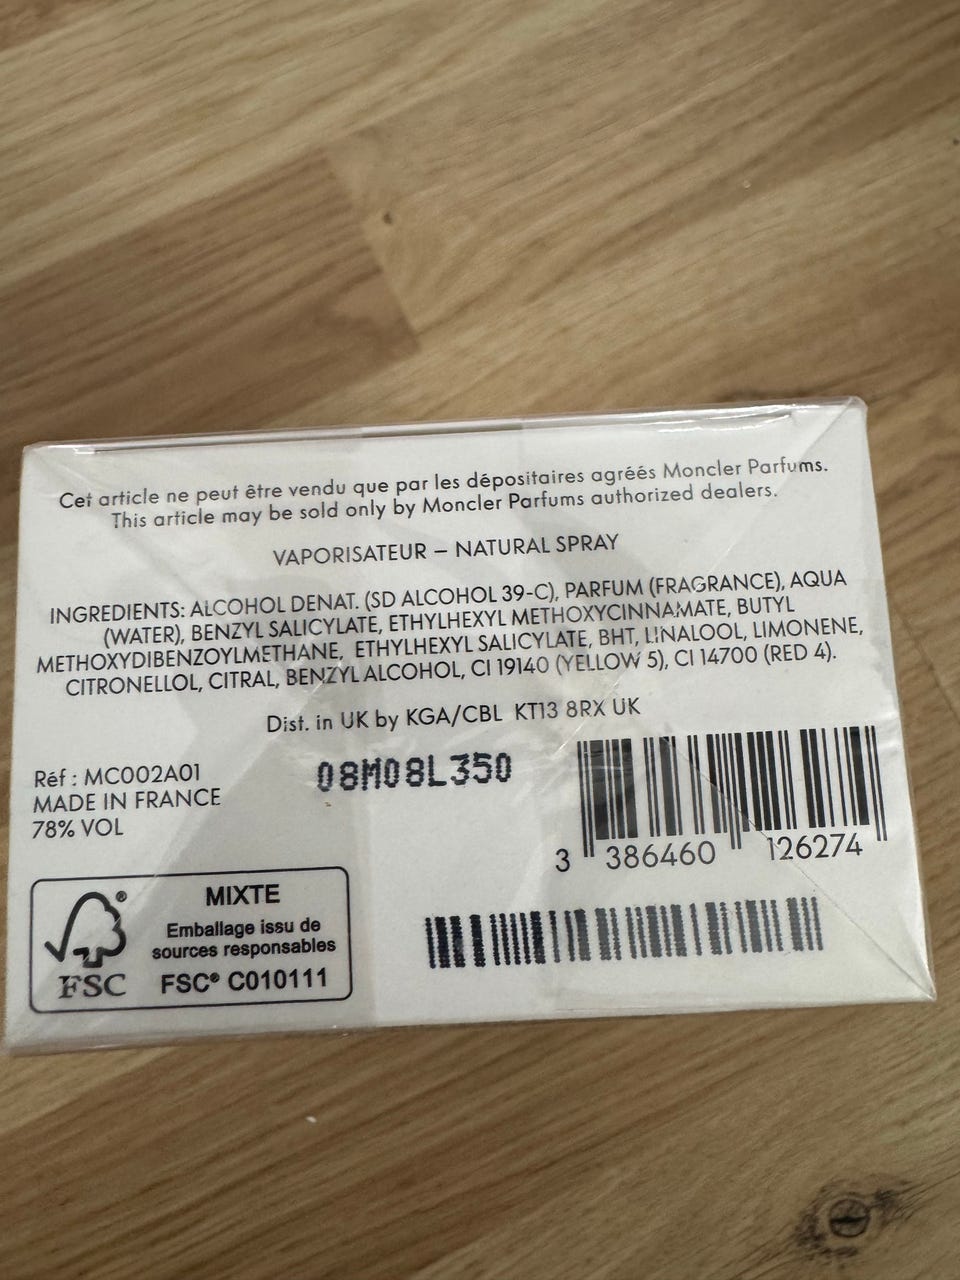 Cet article ne peut être vendu que par les dépositaires agréés Moncler Parfums.
This article may be sold only by Moncler Parfums authorized dealers.
VAPORISATEUR – NATURAL SPRAY
INGREDIENTS: ALCOHOL DENAT. (SD ALCOHOL 39-C), PARFUM (FRAGRANCE), AQUA
(WATER), BENZYL SALICYLATE, ETHYLHEXYL METHOXYCINNAMATE, BUTYL
METHOXYDIBENZOYLMETHANE, ETHYLHEXYL SALICYLATE, BHT, LINALOOL, LIMONENE,
CITRONELLOL, CITRAL, BENZYL ALCOHOL, CI 19140 (YELLOW 5), CI 14700 (RED 4).
Dist. in UK by KGA/CBL KT13 8RX UK
Réf : MC002A01
MADE IN FRANCE
78% VOL
08M08L350
3 386460 126274
FSC
MIXTE
Emballage issu de
sources responsables
FSC® C010111